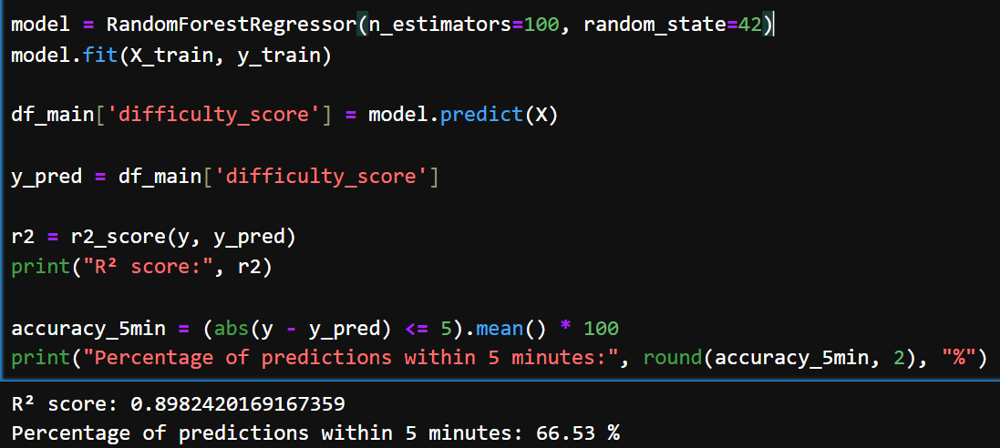 model = RandomForestRegressor(n_estimators=100, random_state=42)
model.fit(X_train, y_train)
df_main['difficulty_score'] = model.predict(X)
y_pred = df_main['difficulty_score']
r2 = r2_score(y, y_pred)
print("R² score:", r2)
accuracy_5min = (abs(y - y_pred) <= 5).mean() * 100
print("Percentage of predictions within 5 minutes:", round(accuracy_5min, 2), "%")
R² score: 0.8982420169167359
Percentage of predictions within 5 minutes: 66.53 %